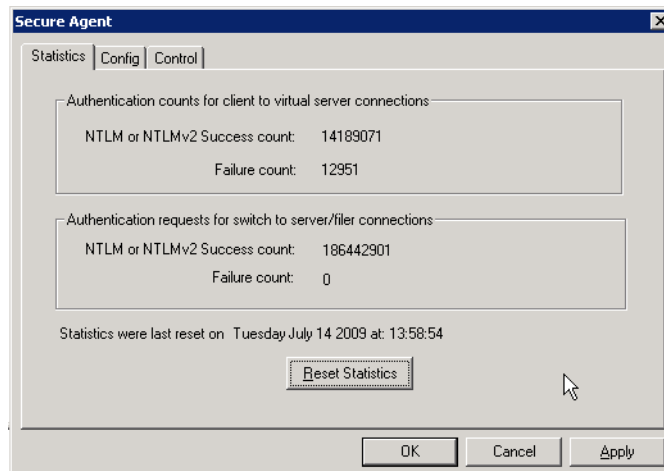 Secure Agent
Statistics Config Control
Authentication counts for client to virtual server connections
NTLM or NTLMv2 Success count: 14189071
Failure count: 12951
Authentication requests for switch to server/filer connections
NTLM or NTLMv2 Success count: 186442901
Failure count: 0
Statistics were last reset on Tuesday July 14 2009 at: 13:58:54
Reset Statistics
OK Cancel Apply